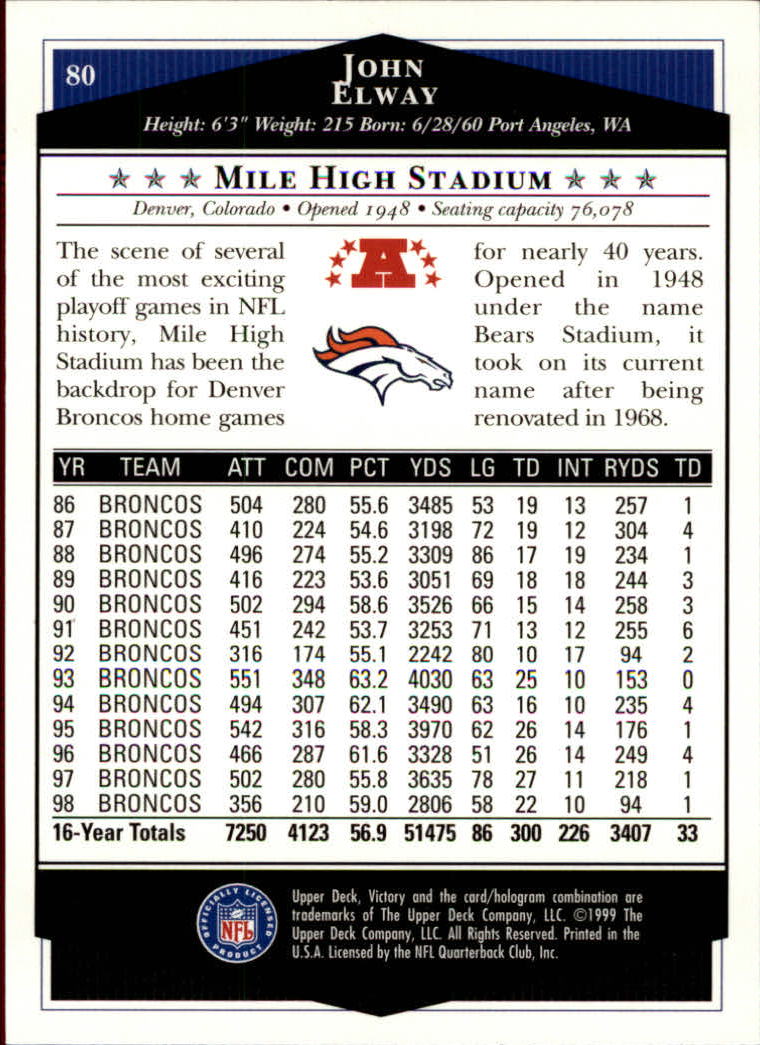 80
JOHN
ELWAY
Height: 6'3" Weight: 215 Born: 6/28/60 Port Angeles, WA
MILE HIGH STADIUM
Denver, Colorado • Opened 1948 • Seating capacity 76,078
The scene of several
of the most exciting
playoff games in NFL
history, Mile High
Stadium has been the
backdrop for Denver
Broncos home games
A
for nearly 40 years.
Opened in 1948
under the name
Bears Stadium, it
took on its current
name after being
renovated in 1968.
YR TEAM ATT COM PCT YDS LG TD INT RYDS TD
86 BRONCOS 504 280 55.6 3485 53 19 13 257 1
87 BRONCOS 410 224 54.6 3198 72 19 12 304 4
88 BRONCOS 496 274 55.2 3309 86 17 19 234 1
89 BRONCOS 416 223 53.6 3051 69 18 18 244 3
90 BRONCOS 502 294 58.6 3526 66 15 14 258 3
91 BRONCOS 451 242 53.7 3253 71 13 12 255 6
92 BRONCOS 316 174 55.1 2242 80 10 17 94 2
93 BRONCOS 551 348 63.2 4030 63 25 10 153 0
94 BRONCOS 494 307 62.1 3490 63 16 10 235 4
95 BRONCOS 542 316 58.3 3970 62 26 14 176 1
96 BRONCOS 466 287 61.6 3328 51 26 14 249 4
97 BRONCOS 502 280 55.8 3635 78 27 11 218 1
98 BRONCOS 356 210 59.0 2806 58 22 10 94 1
16-Year Totals 7250 4123 56.9 51475 86 300 226 3407 33
OFFICIALLY LICENSED
NFL
PRODUCT
Upper Deck, Victory and the card/hologram combination are
trademarks of The Upper Deck Company, LLC. ©1999 The
Upper Deck Company, LLC. All Rights Reserved. Printed in the
U.S.A. Licensed by the NFL Quarterback Club, Inc.